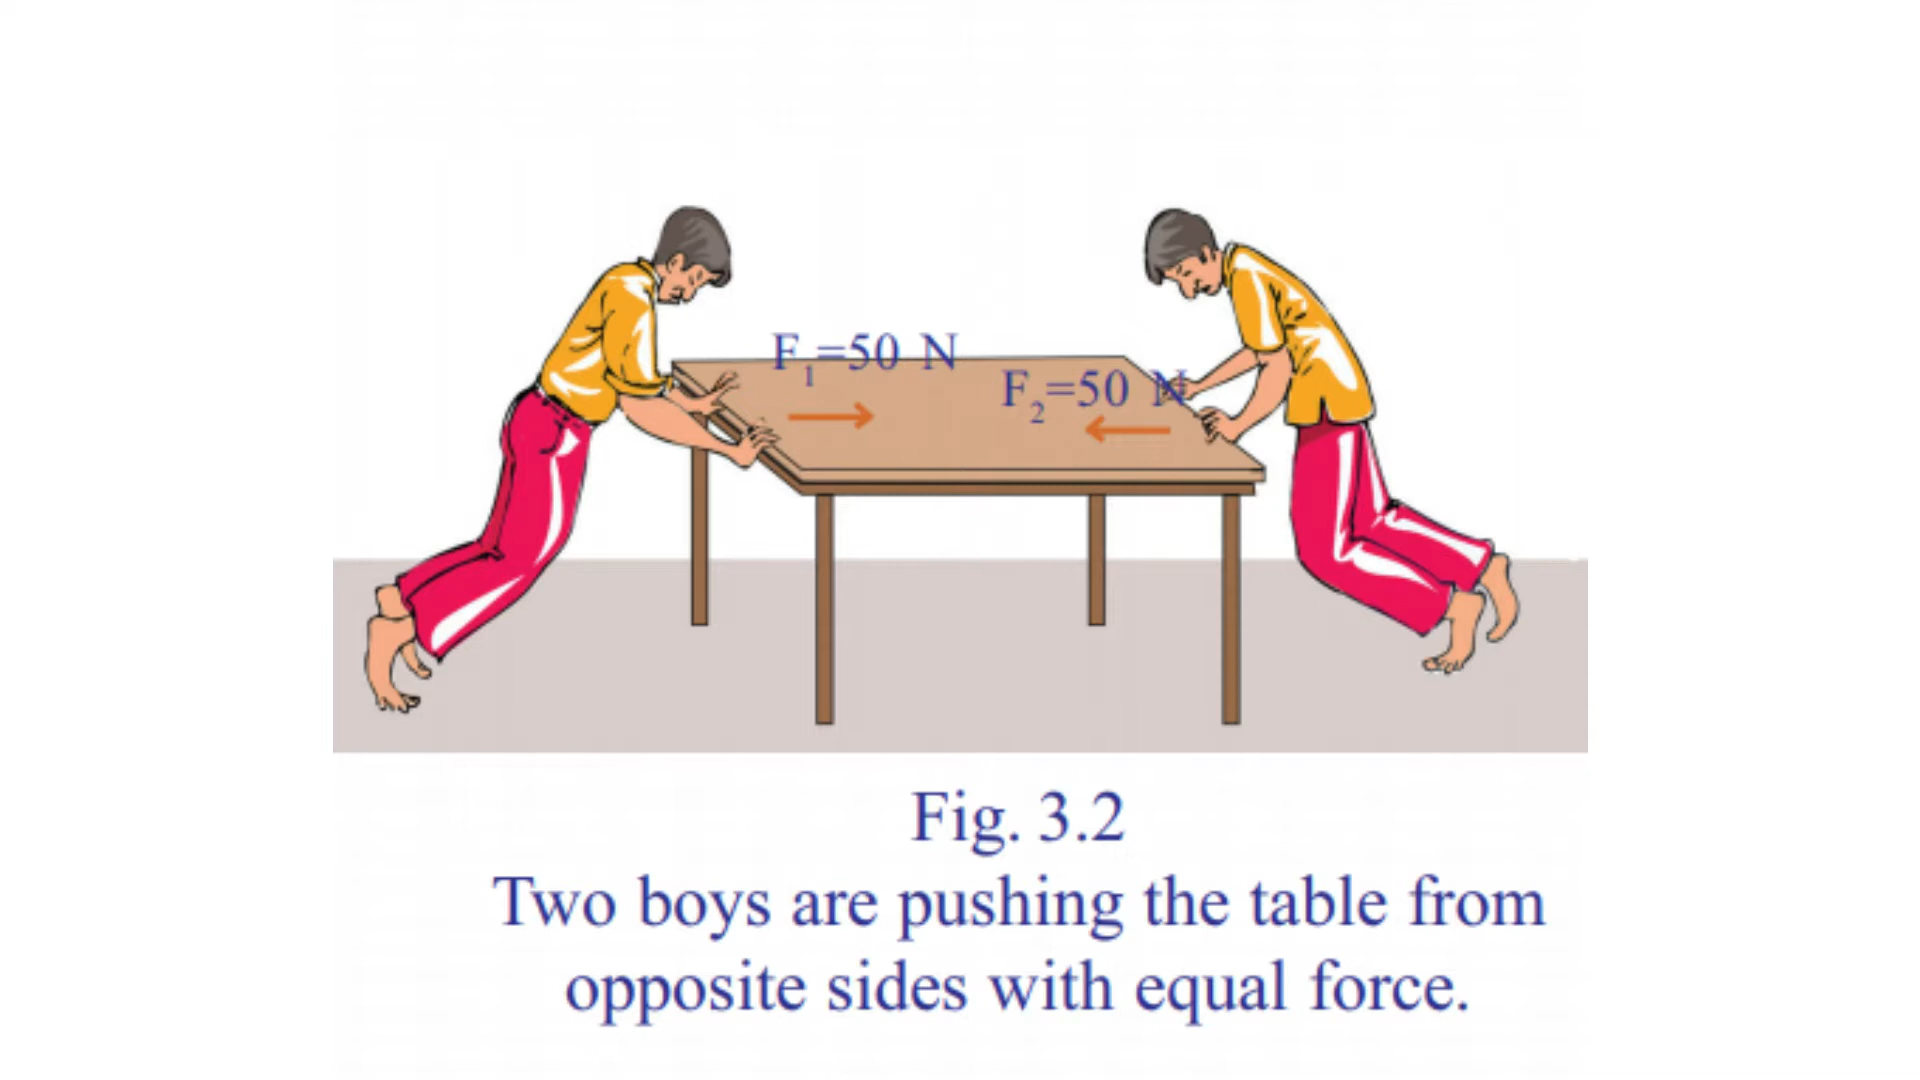 F1=50 N
F2=50 N
Fig. 3.2
Two boys are pushing the table from
opposite sides with equal force.